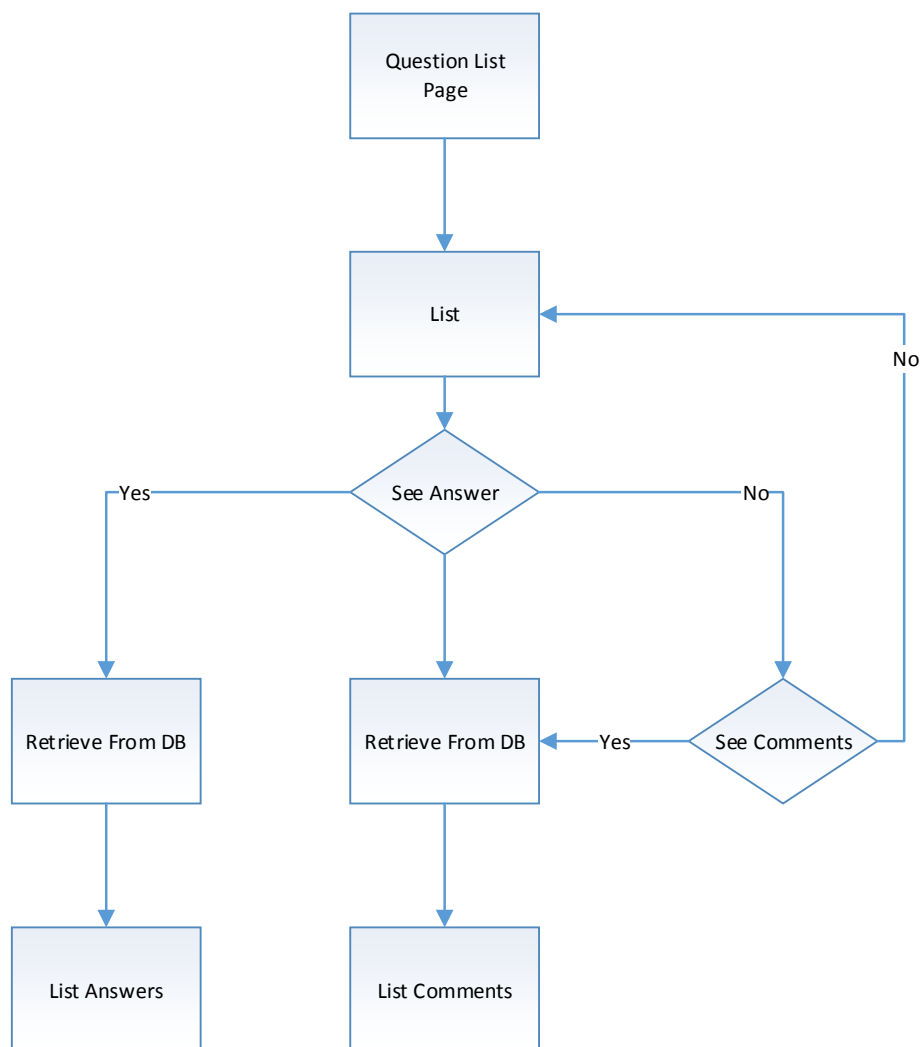 Question List
Page
List
No
Yes
See Answer
No
Retrieve From DB
Retrieve From DB
Yes
See Comments
List Answers
List Comments